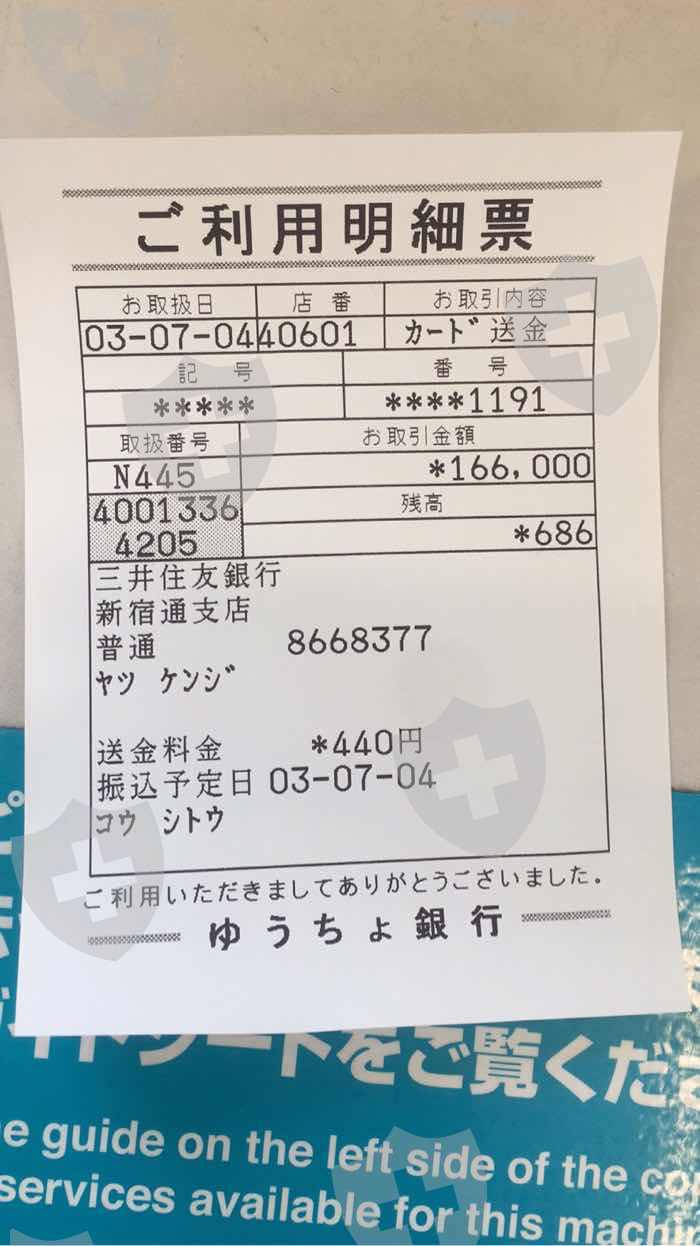 ご利用明細票
お取扱日 店番 お取引内容
03-07-04 40601 カード送金
記号 番号
***** ****1191
取扱番号 お取引金額
N445 *166,000
4001336 残高
4205 *686
三井住友銀行
新宿通支店
普通 8668377
ヤツ ケンジ
送金料金 *440円
振込予定日 03-07-04
コウ シトウ
ご利用いただきましてありがとうございました。
ゆうちょ銀行
をご覧くだ
e guide on the left side of the co
services available for this machi